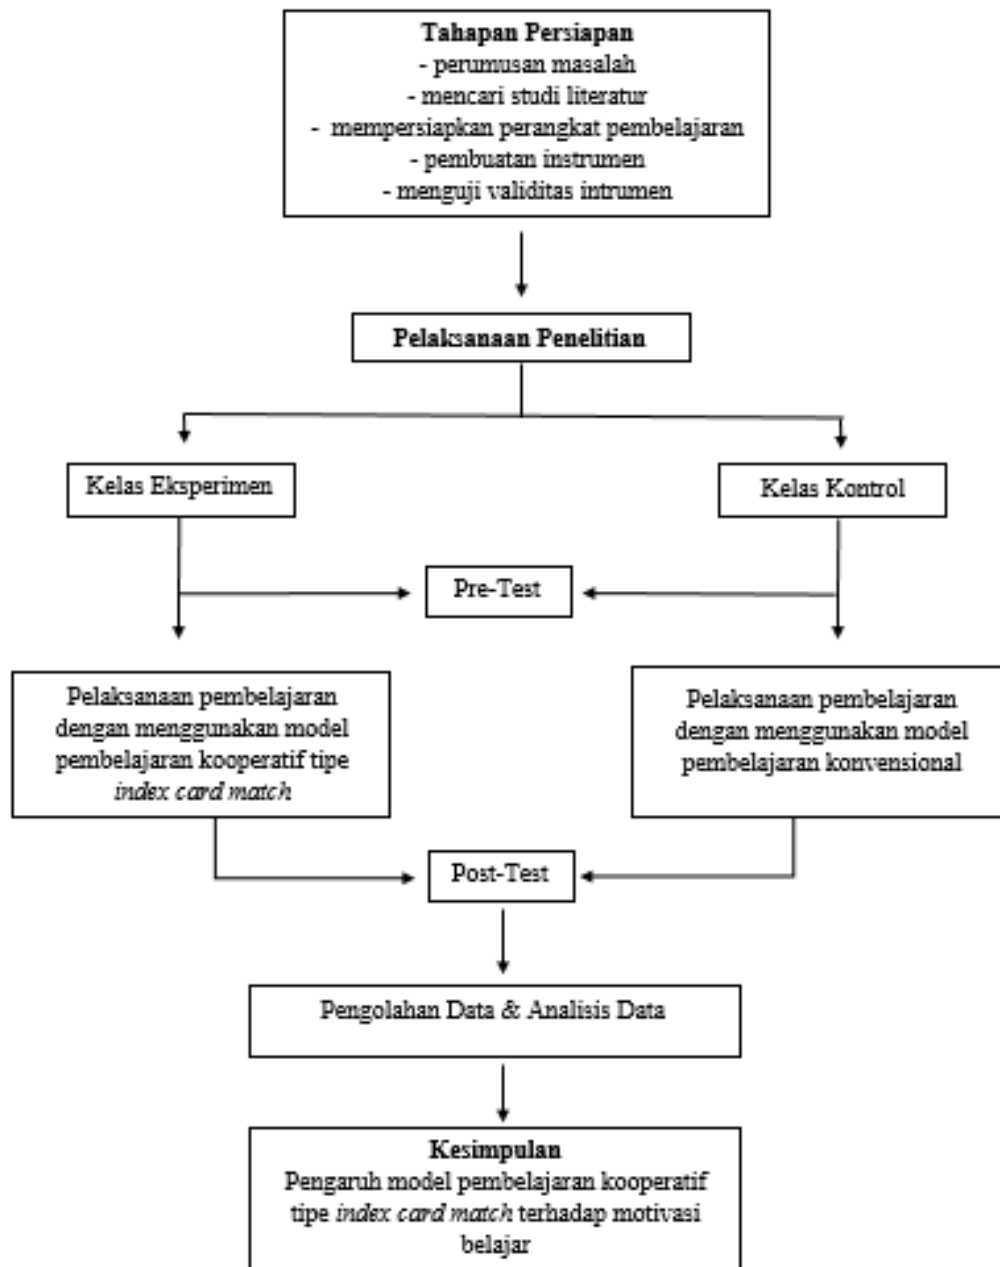 Tahapan Persiapan
- perumusan masalah
- mencari studi literatur
- mempersiapkan perangkat pembelajaran
- pembuatan instrumen
- menguji validitas intrumen
Pelaksanaan Penelitian
Kelas Eksperimen
Kelas Kontrol
Pre-Test
Pelaksanaan pembelajaran
dengan menggunakan model
pembelajaran kooperatif tipe
index card match
Pelaksanaan pembelajaran
dengan menggunakan model
pembelajaran konvensional
Post-Test
Pengolahan Data & Analisis Data
Kesimpulan
Pengaruh model pembelajaran kooperatif
tipe index card match terhadap motivasi
belajar